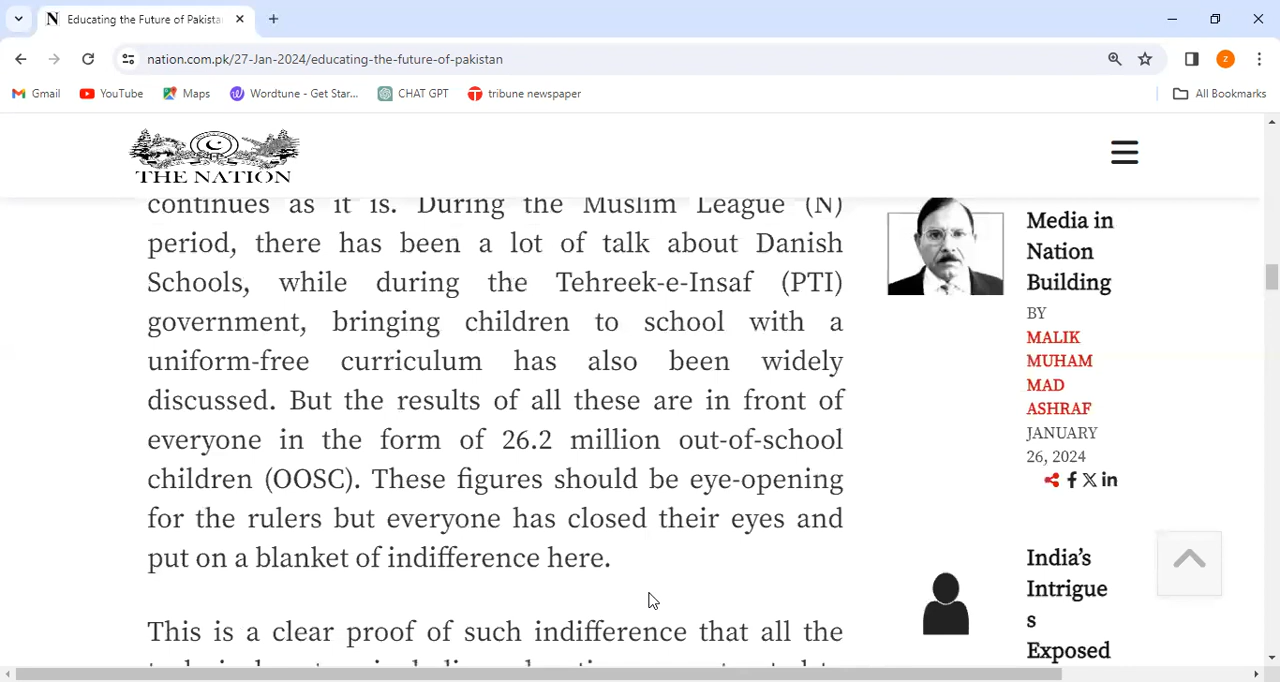 Educating the Future of Pakista
nation.com.pk/27-Jan-2024/educating-the-future-of-pakistan
z
Gmail
YouTube
Maps
Wordtune - Get Star...
CHAT GPT
tribune newspaper
All Bookmarks
THE NATION
continues as it is. During the Muslim League (N)
period, there has been a lot of talk about Danish
Schools, while during the Tehreek-e-Insaf (PTI)
government, bringing children to school with a
uniform-free curriculum has also been widely
discussed. But the results of all these are in front of
everyone in the form of 26.2 million out-of-school
children (OOSC). These figures should be eye-opening
for the rulers but everyone has closed their eyes and
put on a blanket of indifference here.
This is a clear proof of such indifference that all the
Media in
Nation
Building
BY
MALIK
MUHAM
MAD
ASHRAF
JANUARY
26, 2024
India’s
Intrigue
s
Exposed